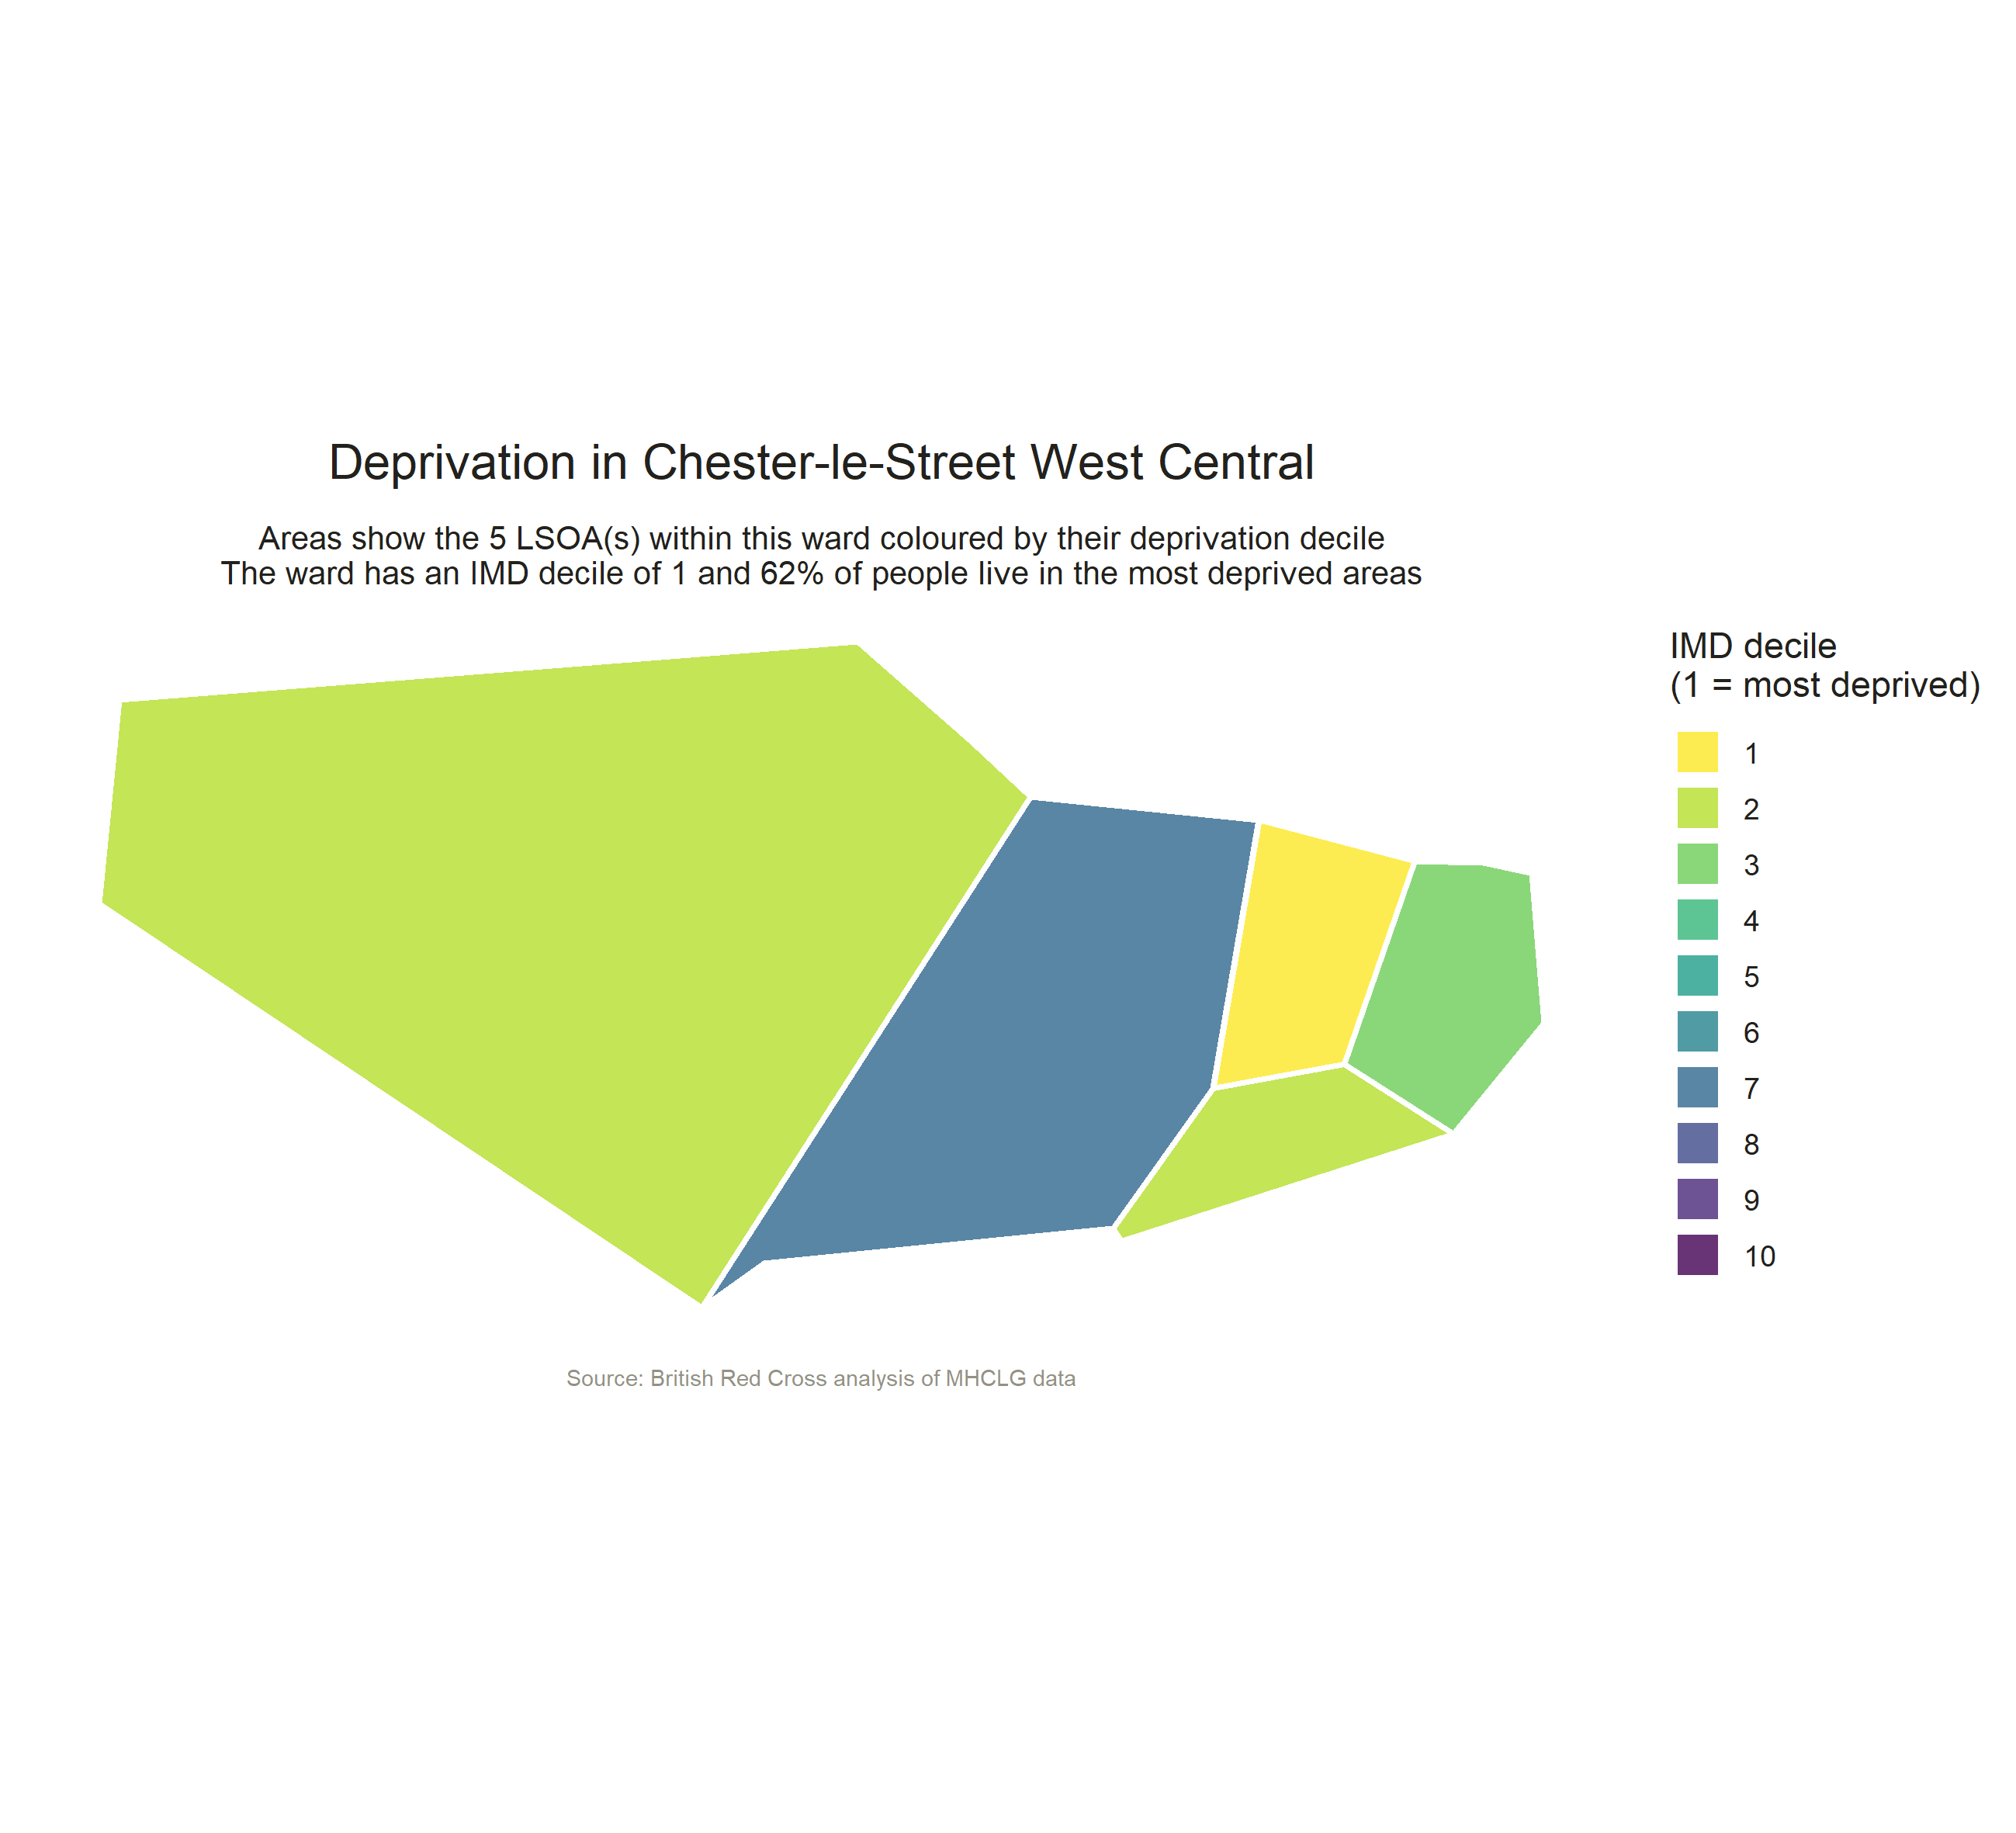 Deprivation in Chester-le-Street West Central
Areas show the 5 LSOA(s) within this ward coloured by their deprivation decile
The ward has an IMD decile of 1 and 62% of people live in the most deprived areas
IMD decile
(1 = most deprived)
1
2
3
4
5
6
7
8
9
10
Source: British Red Cross analysis of MHCLG data